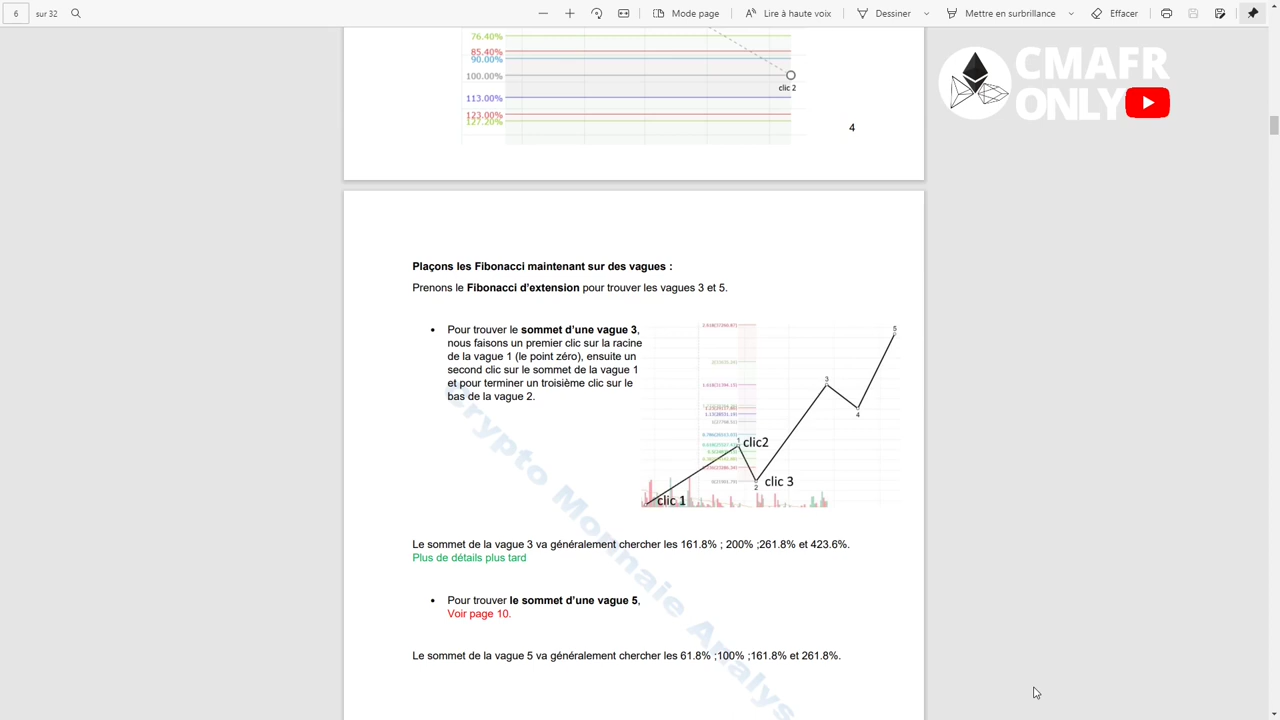 6 sur 32 Mode page Lire à haute voix Dessiner Mettre en surbrillance Effacer
76.40%
85.40%
90.00%
100.00%
clic 2
113.00%
123.00%
127.20%
4
CMAFR
ONLY
Plaçons les Fibonacci maintenant sur des vagues :
Prenons le Fibonacci d'extension pour trouver les vagues 3 et 5.
• Pour trouver le sommet d'une vague 3,
nous faisons un premier clic sur la racine
de la vague 1 (le point zéro), ensuite un
second clic sur le sommet de la vague 1
et pour terminer un troisième clic sur le
bas de la vague 2.
5
3
4
1 clic2
2 clic 3
clic 1
Le sommet de la vague 3 va généralement chercher les 161.8% ; 200% ;261.8% et 423.6%.
Plus de détails plus tard
• Pour trouver le sommet d'une vague 5,
Voir page 10.
Le sommet de la vague 5 va généralement chercher les 61.8% ;100% ;161.8% et 261.8%.
Crypto Monnaie Analys